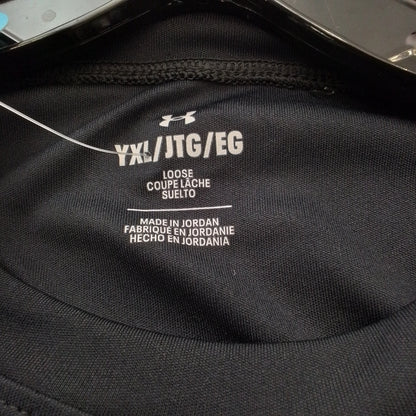 YXL/JTG/EG
LOOSE
COUPE LÂCHE
SUELTO
MADE IN JORDAN
FABRIQUÉ EN JORDANIE
HECHO EN JORDANIA